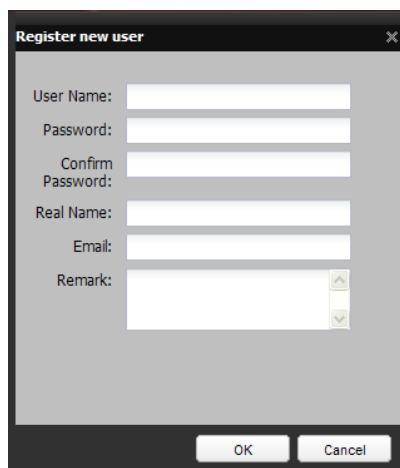 Register new user
User Name:
Password:
Confirm
Password:
Real Name:
Email:
Remark:
OK Cancel